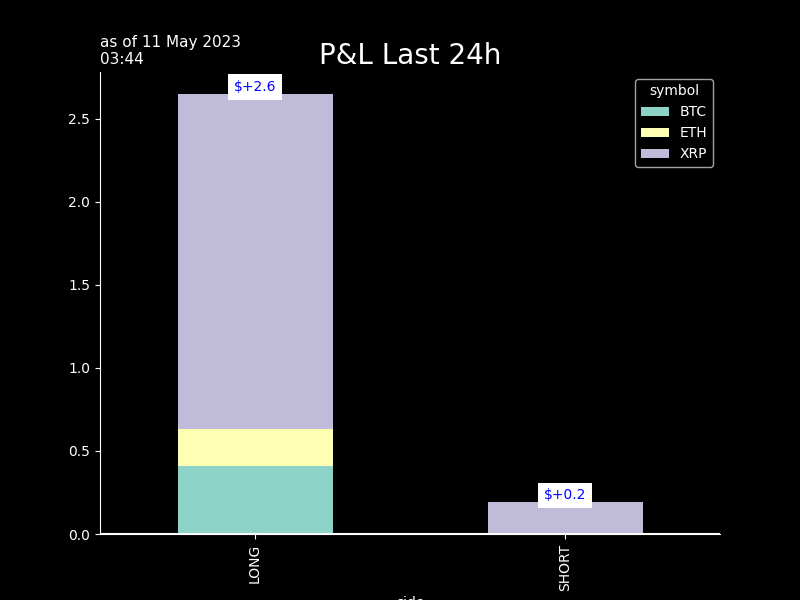 as of 11 May 2023
03:44
P&L Last 24h
symbol
BTC
ETH
XRP
$+2.6
$+0.2
2.5
2.0
1.5
1.0
0.5
0.0
LONG
SHORT